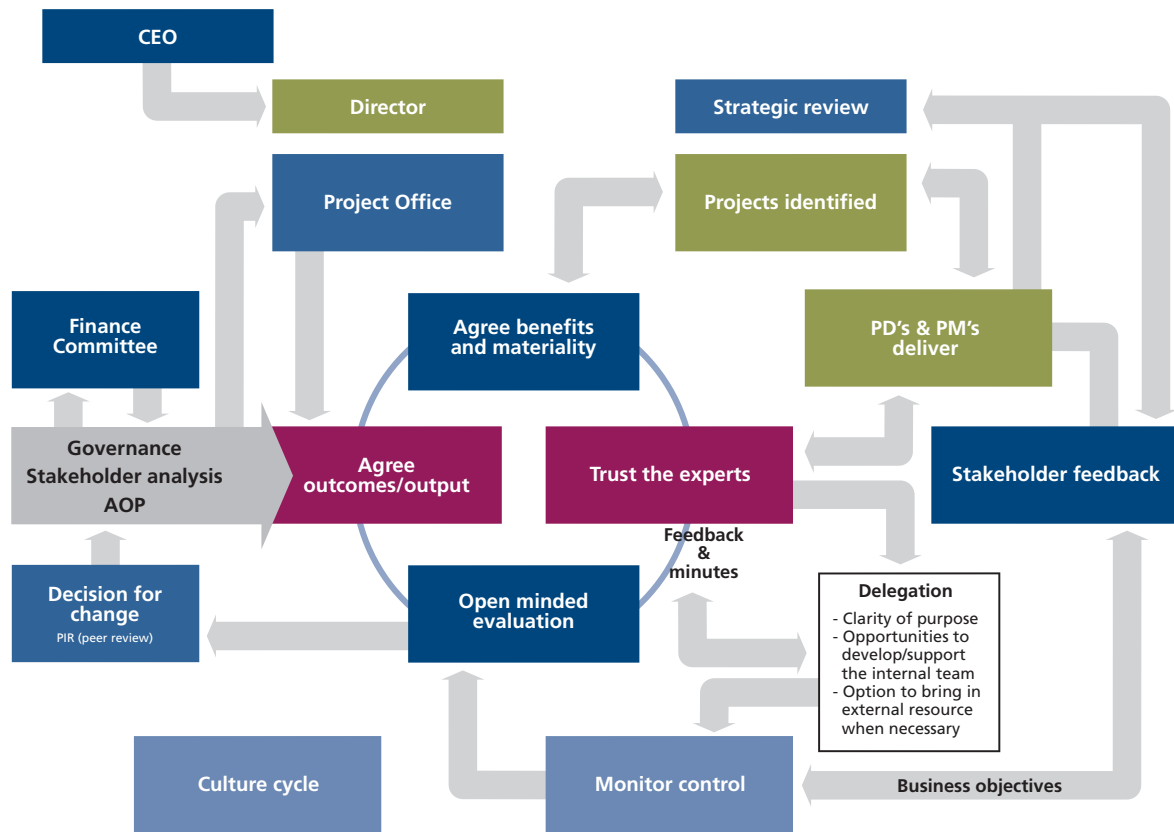 CEO
Director
Strategic review
Project Office
Projects identified
Finance
Committee
Agree benefits
and materiality
PD's & PM's
deliver
Governance
Stakeholder analysis
AOP
Agree
outcomes/output
Trust the experts
Stakeholder feedback
Feedback
&
minutes
Decision for
change
PIR (peer review)
Open minded
evaluation
Delegation
- Clarity of purpose
- Opportunities to
develop/support
the internal team
- Option to bring in
external resource
when necessary
Culture cycle
Monitor control
Business objectives